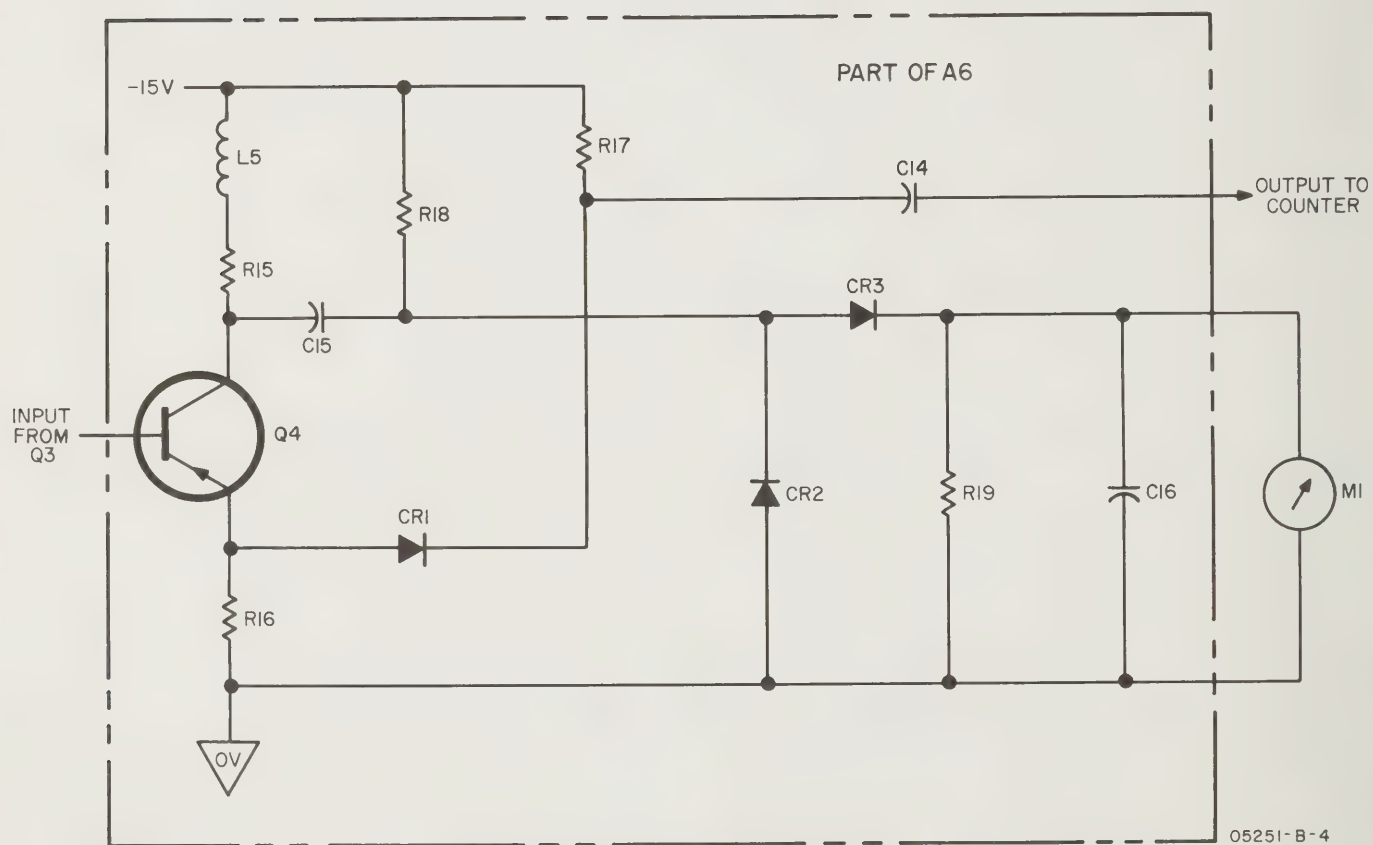 PART OF A6
-15V
L5
R15
R18
R17
C14
OUTPUT TO
COUNTER
C15
CR3
INPUT
FROM
Q3
Q4
CR1
CR2
R19
C16
M1
R16
0V
05251-B-4